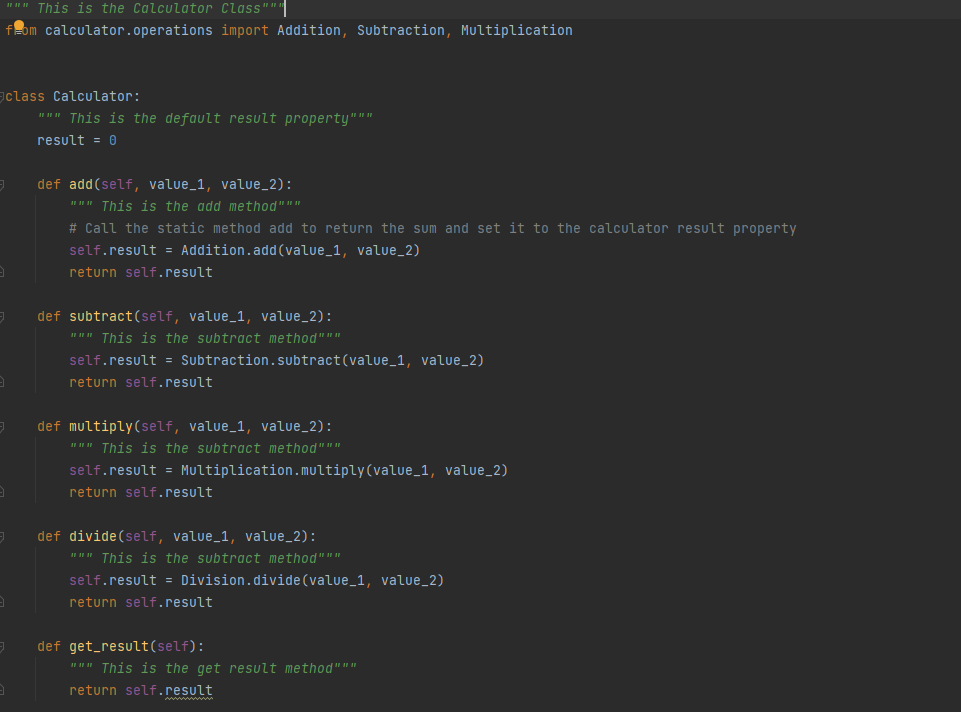 """ This is the Calculator Class"""
from calculator.operations import Addition, Subtraction, Multiplication
class Calculator:
    """ This is the default result property"""
    result = 0
    def add(self, value_1, value_2):
        """ This is the add method"""
        # Call the static method add to return the sum and set it to the calculator result property
        self.result = Addition.add(value_1, value_2)
        return self.result
    def subtract(self, value_1, value_2):
        """ This is the subtract method"""
        self.result = Subtraction.subtract(value_1, value_2)
        return self.result
    def multiply(self, value_1, value_2):
        """ This is the subtract method"""
        self.result = Multiplication.multiply(value_1, value_2)
        return self.result
    def divide(self, value_1, value_2):
        """ This is the subtract method"""
        self.result = Division.divide(value_1, value_2)
        return self.result
    def get_result(self):
        """ This is the get result method"""
        return self.result